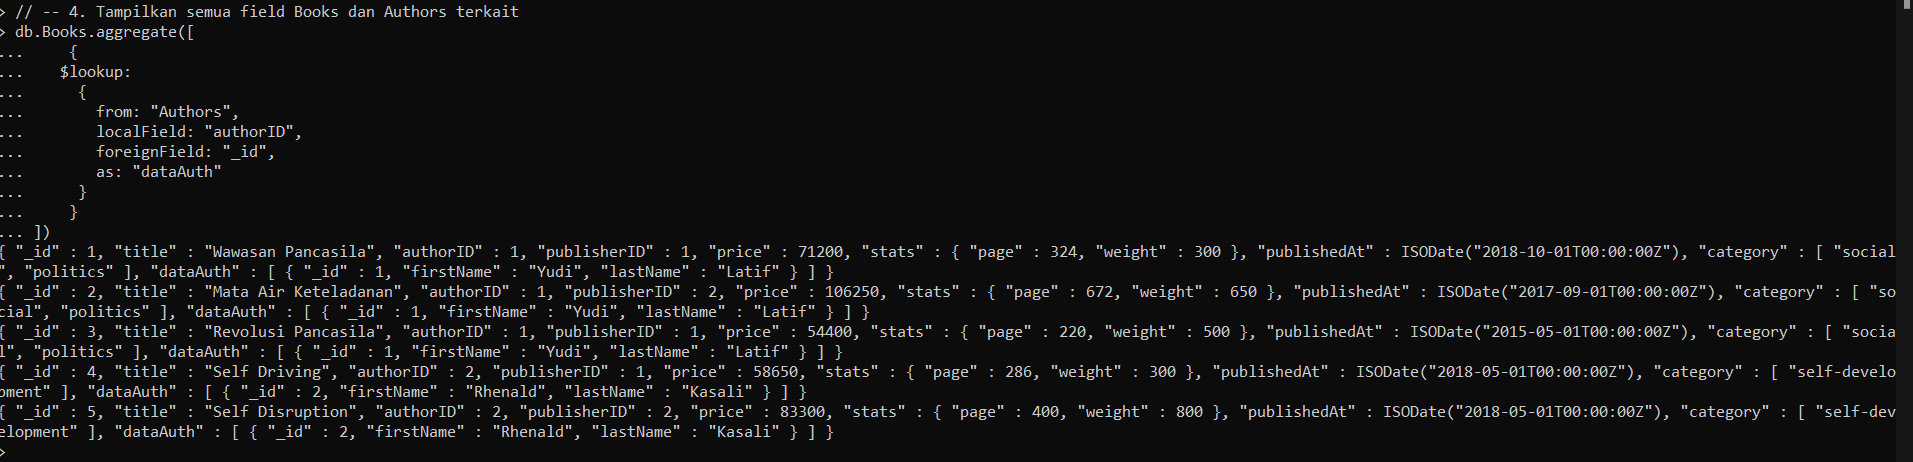 > // -- 4. Tampilkan semua field Books dan Authors terkait
> db.Books.aggregate([
...     {
...    $lookup:
...      {
...        from: "Authors",
...        localField: "authorID",
...        foreignField: "_id",
...        as: "dataAuth"
...      }
...     }
... ])
{ "_id" : 1, "title" : "Wawasan Pancasila", "authorID" : 1, "publisherID" : 1, "price" : 71200, "stats" : { "page" : 324, "weight" : 300 }, "publishedAt" : ISODate("2018-10-01T00:00:00Z"), "category" : [ "social
", "politics" ], "dataAuth" : [ { "_id" : 1, "firstName" : "Yudi", "lastName" : "Latif" } ] }
{ "_id" : 2, "title" : "Mata Air Keteladanan", "authorID" : 1, "publisherID" : 2, "price" : 106250, "stats" : { "page" : 672, "weight" : 650 }, "publishedAt" : ISODate("2017-09-01T00:00:00Z"), "category" : [ "so
cial", "politics" ], "dataAuth" : [ { "_id" : 1, "firstName" : "Yudi", "lastName" : "Latif" } ] }
{ "_id" : 3, "title" : "Revolusi Pancasila", "authorID" : 1, "publisherID" : 1, "price" : 54400, "stats" : { "page" : 220, "weight" : 500 }, "publishedAt" : ISODate("2015-05-01T00:00:00Z"), "category" : [ "socia
l", "politics" ], "dataAuth" : [ { "_id" : 1, "firstName" : "Yudi", "lastName" : "Latif" } ] }
{ "_id" : 4, "title" : "Self Driving", "authorID" : 2, "publisherID" : 1, "price" : 58650, "stats" : { "page" : 286, "weight" : 300 }, "publishedAt" : ISODate("2018-05-01T00:00:00Z"), "category" : [ "self-develo
pment" ], "dataAuth" : [ { "_id" : 2, "firstName" : "Rhenald", "lastName" : "Kasali" } ] }
{ "_id" : 5, "title" : "Self Disruption", "authorID" : 2, "publisherID" : 2, "price" : 83300, "stats" : { "page" : 400, "weight" : 800 }, "publishedAt" : ISODate("2018-05-01T00:00:00Z"), "category" : [ "self-dev
elopment" ], "dataAuth" : [ { "_id" : 2, "firstName" : "Rhenald", "lastName" : "Kasali" } ] }
>